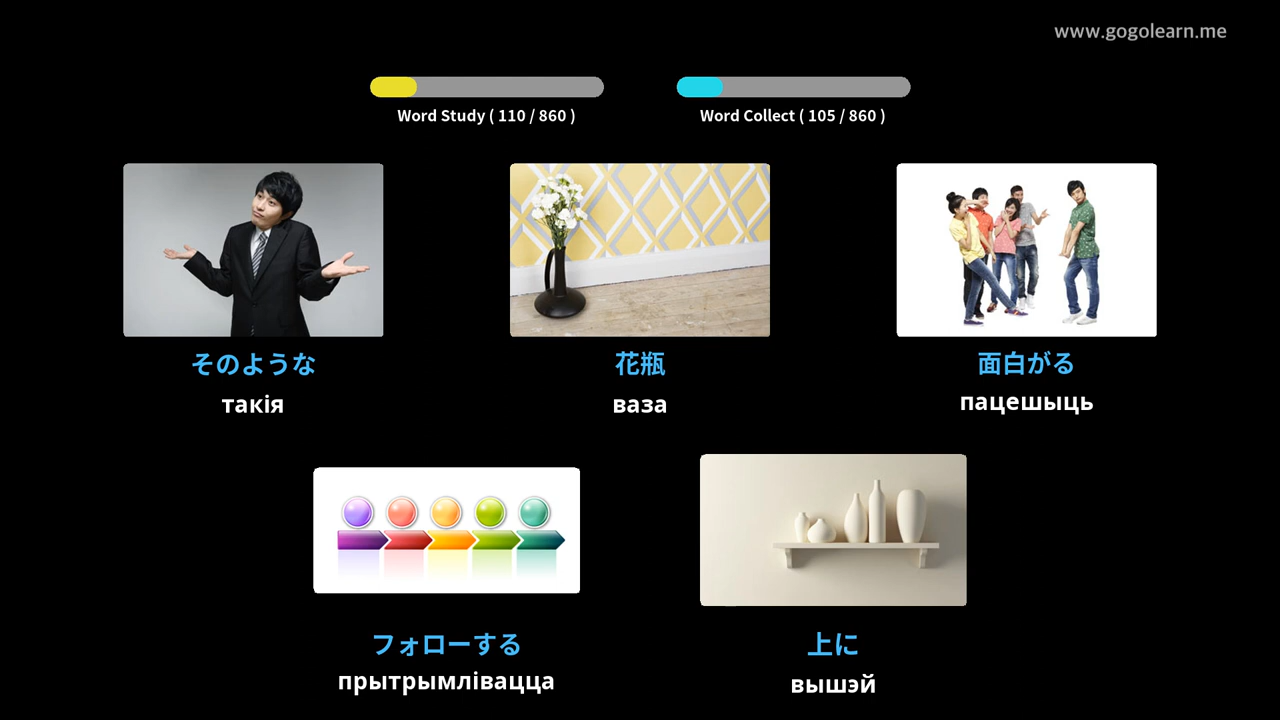 www.gogolearn.me
Word Study ( 110 / 860 )
Word Collect ( 105 / 860 )
そのような
такія
花瓶
ваза
面白がる
пацешыць
フォローする
прытрымлівацца
上に
вышэй